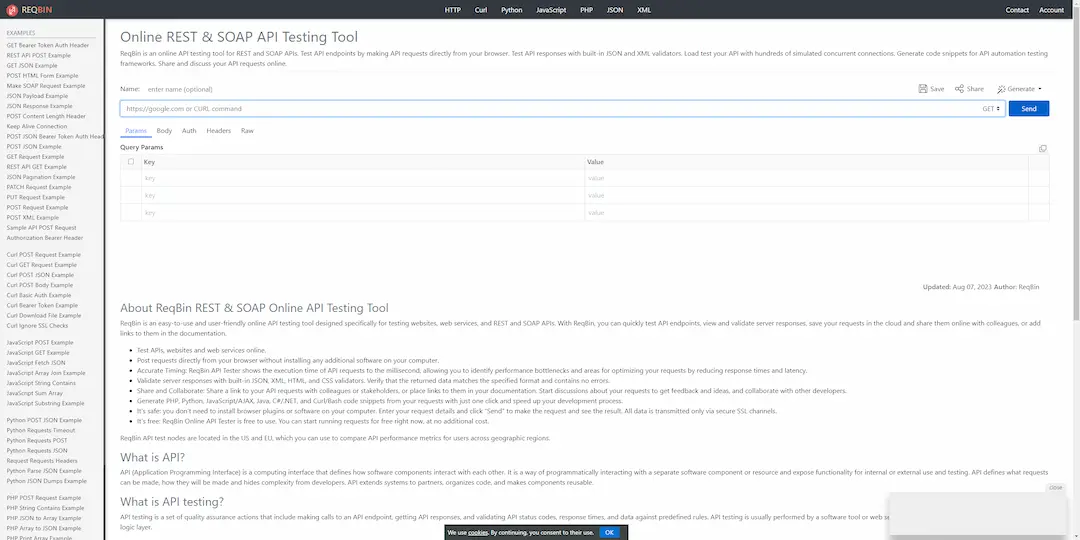 REQBIN
HTTP Curl Python JavaScript PHP JSON XML
Contact Account
EXAMPLES
GET Bearer Token Auth Header
REST API POST Example
GET JSON Example
POST HTML Form Example
Make SOAP Request Example
JSON Payload Example
JSON Response Example
POST Content Length Header
Keep Alive Connection
POST JSON Bearer Token Auth Head
POST JSON Example
GET Request Example
REST API GET Example
JSON Pagination Example
PATCH Request Example
PUT Request Example
POST Request Example
POST XML Example
Sample API POST Request
Authorization Bearer Header
Curl POST Request Example
Curl GET Request Example
Curl POST JSON Example
Curl POST Body Example
Curl Basic Auth Example
Curl Bearer Token Example
Curl Download File Example
Curl Ignore SSL Checks
JavaScript POST Example
JavaScript GET Example
JavaScript Fetch JSON
JavaScript Array Join Example
JavaScript String Contains
JavaScript Sum Array
JavaScript Substring Example
Python POST JSON Example
Python Requests Timeout
Python Requests POST
Python Requests JSON
Request Requests Headers
Python Parse JSON Example
Python JSON Dumps Example
PHP POST Request Example
PHP String Contains Example
PHP JSON to Array Example
PHP Array to JSON Example
PHP Print Array Example
Online REST & SOAP API Testing Tool
ReqBin is an online API testing tool for REST and SOAP APIs. Test API endpoints by making API requests directly from your browser. Test API responses with built-in JSON and XML validators. Load test your API with hundreds of simulated concurrent connections. Generate code snippets for API automation testing
frameworks. Share and discuss your API requests online.
Name: enter name (optional)
Save Share Generate
https://google.com or CURL command
GET
Send
Params Body Auth Headers Raw
Query Params
Key Value
key value
key value
key value
Updated: Aug 07, 2023 Author: ReqBin
About ReqBin REST & SOAP Online API Testing Tool
ReqBin is an easy-to-use and user-friendly online API testing tool designed specifically for testing websites, web services, and REST and SOAP APIs. With ReqBin, you can quickly test API endpoints, view and validate server responses, save your requests in the cloud and share them online with colleagues, or add
links to them in the documentation.
• Test APIs, websites and web services online.
• Post requests directly from your browser without installing any additional software on your computer.
• Accurate Timing: ReqBin API Tester shows the execution time of API requests to the millisecond, allowing you to identify performance bottlenecks and areas for optimizing your requests by reducing response times and latency.
• Validate server responses with built-in JSON, XML, HTML, and CSS validators. Verify that the returned data matches the specified format and contains no errors.
• Share and Collaborate: Share a link to your API requests with colleagues or stakeholders, or place links to them in your documentation. Start discussions about your requests to get feedback and ideas, and collaborate with other developers.
• Generate PHP, Python, JavaScript/AJAX, Java, C#/.NET, and Curl/Bash code snippets from your requests with just one click and speed up your development process.
• It's safe: you don't need to install browser plugins or software on your computer. Enter your request details and click "Send" to make the request and see the result. All data is transmitted only via secure SSL channels.
• It's free: ReqBin Online API Tester is free to use. You can start running requests for free right now, at no additional cost.
ReqBin API test nodes are located in the US and EU, which you can use to compare API performance metrics for users across geographic regions.
What is API?
API (Application Programming Interface) is a computing interface that defines how software components interact with each other. It is a way of programmatically interacting with a separate software component or resource and expose functionality for internal or external use and testing. API defines what requests
can be made, how they will be made and hides complexity from developers. API extends systems to partners, organizes code, and makes components reusable.
What is API testing?
API testing is a set of quality assurance actions that include making calls to an API endpoint, getting API responses, and validating API status codes, response times, and data against predefined rules. API testing is usually performed by a software tool or web se
logic layer.
close
We use cookies. By continuing, you consent to their use. OK